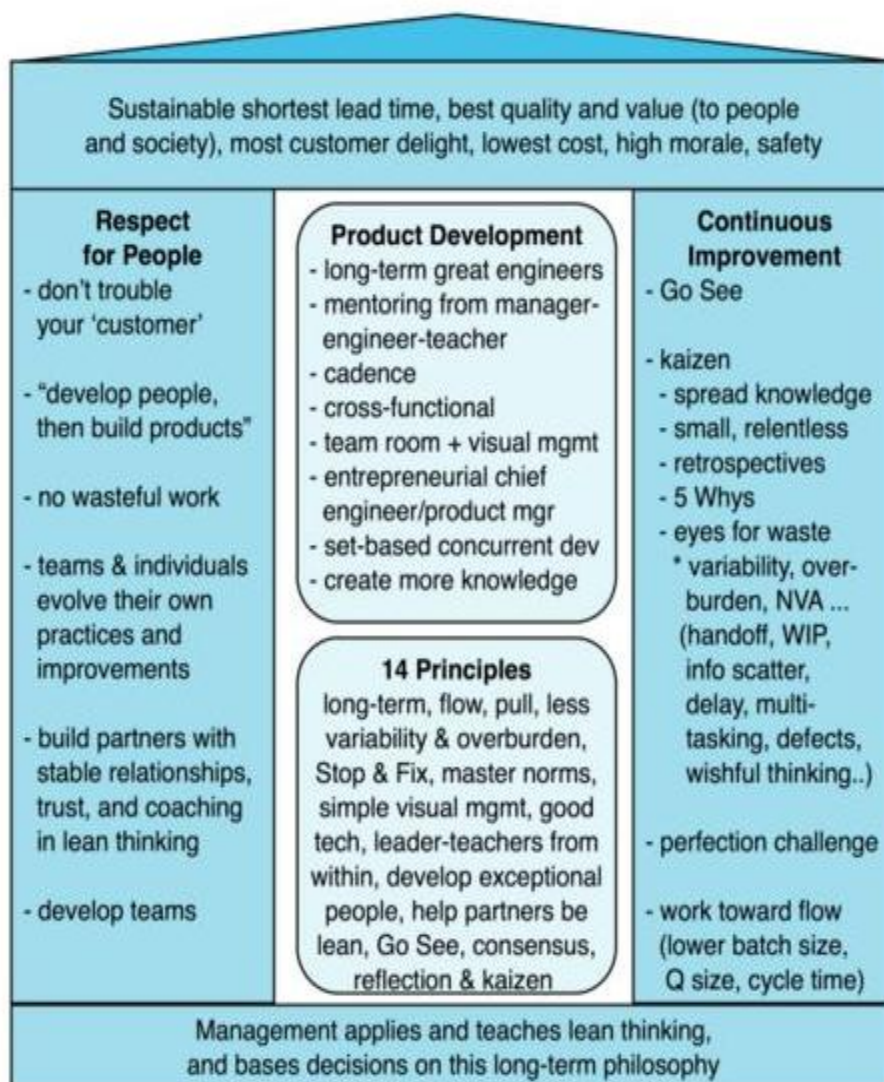 Sustainable shortest lead time, best quality and value (to people
and society), most customer delight, lowest cost, high morale, safety
Respect
for People
- don't trouble
your 'customer'
- "develop people,
then build products"
- no wasteful work
- teams & individuals
evolve their own
practices and
improvements
- build partners with
stable relationships,
trust, and coaching
in lean thinking
- develop teams
Product Development
- long-term great engineers
- mentoring from manager-
engineer-teacher
- cadence
- cross-functional
- team room + visual mgmt
- entrepreneurial chief
engineer/product mgr
- set-based concurrent dev
- create more knowledge
14 Principles
long-term, flow, pull, less
variability & overburden,
Stop & Fix, master norms,
simple visual mgmt, good
tech, leader-teachers from
within, develop exceptional
people, help partners be
lean, Go See, consensus,
reflection & kaizen
Continuous
Improvement
- Go See
- kaizen
- spread knowledge
- small, relentless
- retrospectives
- 5 Whys
- eyes for waste
* variability, over-
burden, NVA ...
(handoff, WIP,
info scatter,
delay, multi-
tasking, defects,
wishful thinking..)
- perfection challenge
- work toward flow
(lower batch size,
Q size, cycle time)
Management applies and teaches lean thinking,
and bases decisions on this long-term philosophy